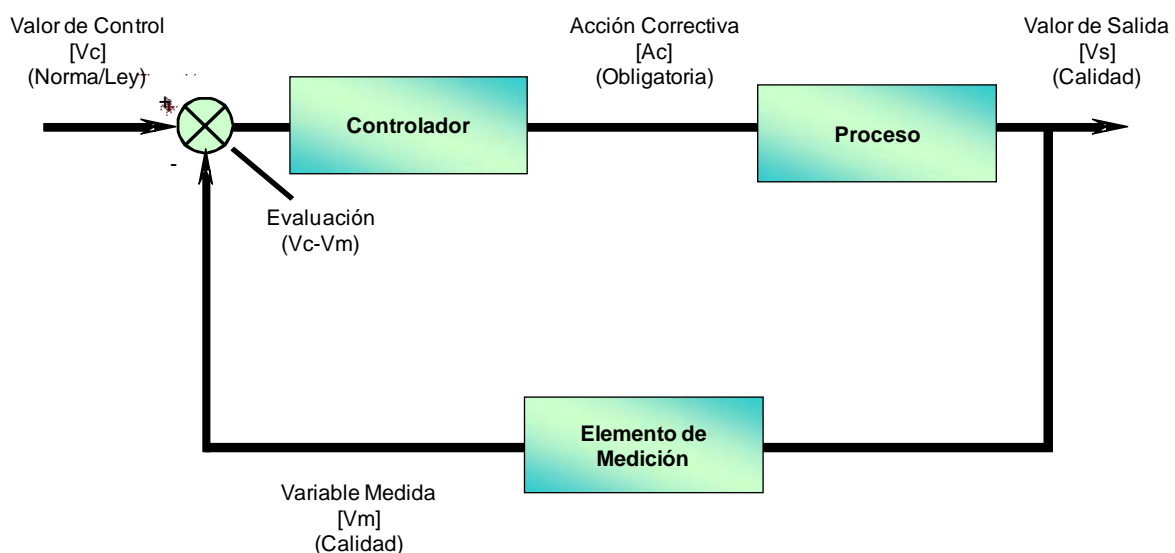 Valor de Control
[Vc]
(Norma/Ley)
Acción Correctiva
[Ac]
(Obligatoria)
Valor de Salida
[Vs]
(Calidad)
+
-
Controlador
Proceso
Evaluación
(Vc-Vm)
Elemento de
Medición
Variable Medida
[Vm]
(Calidad)